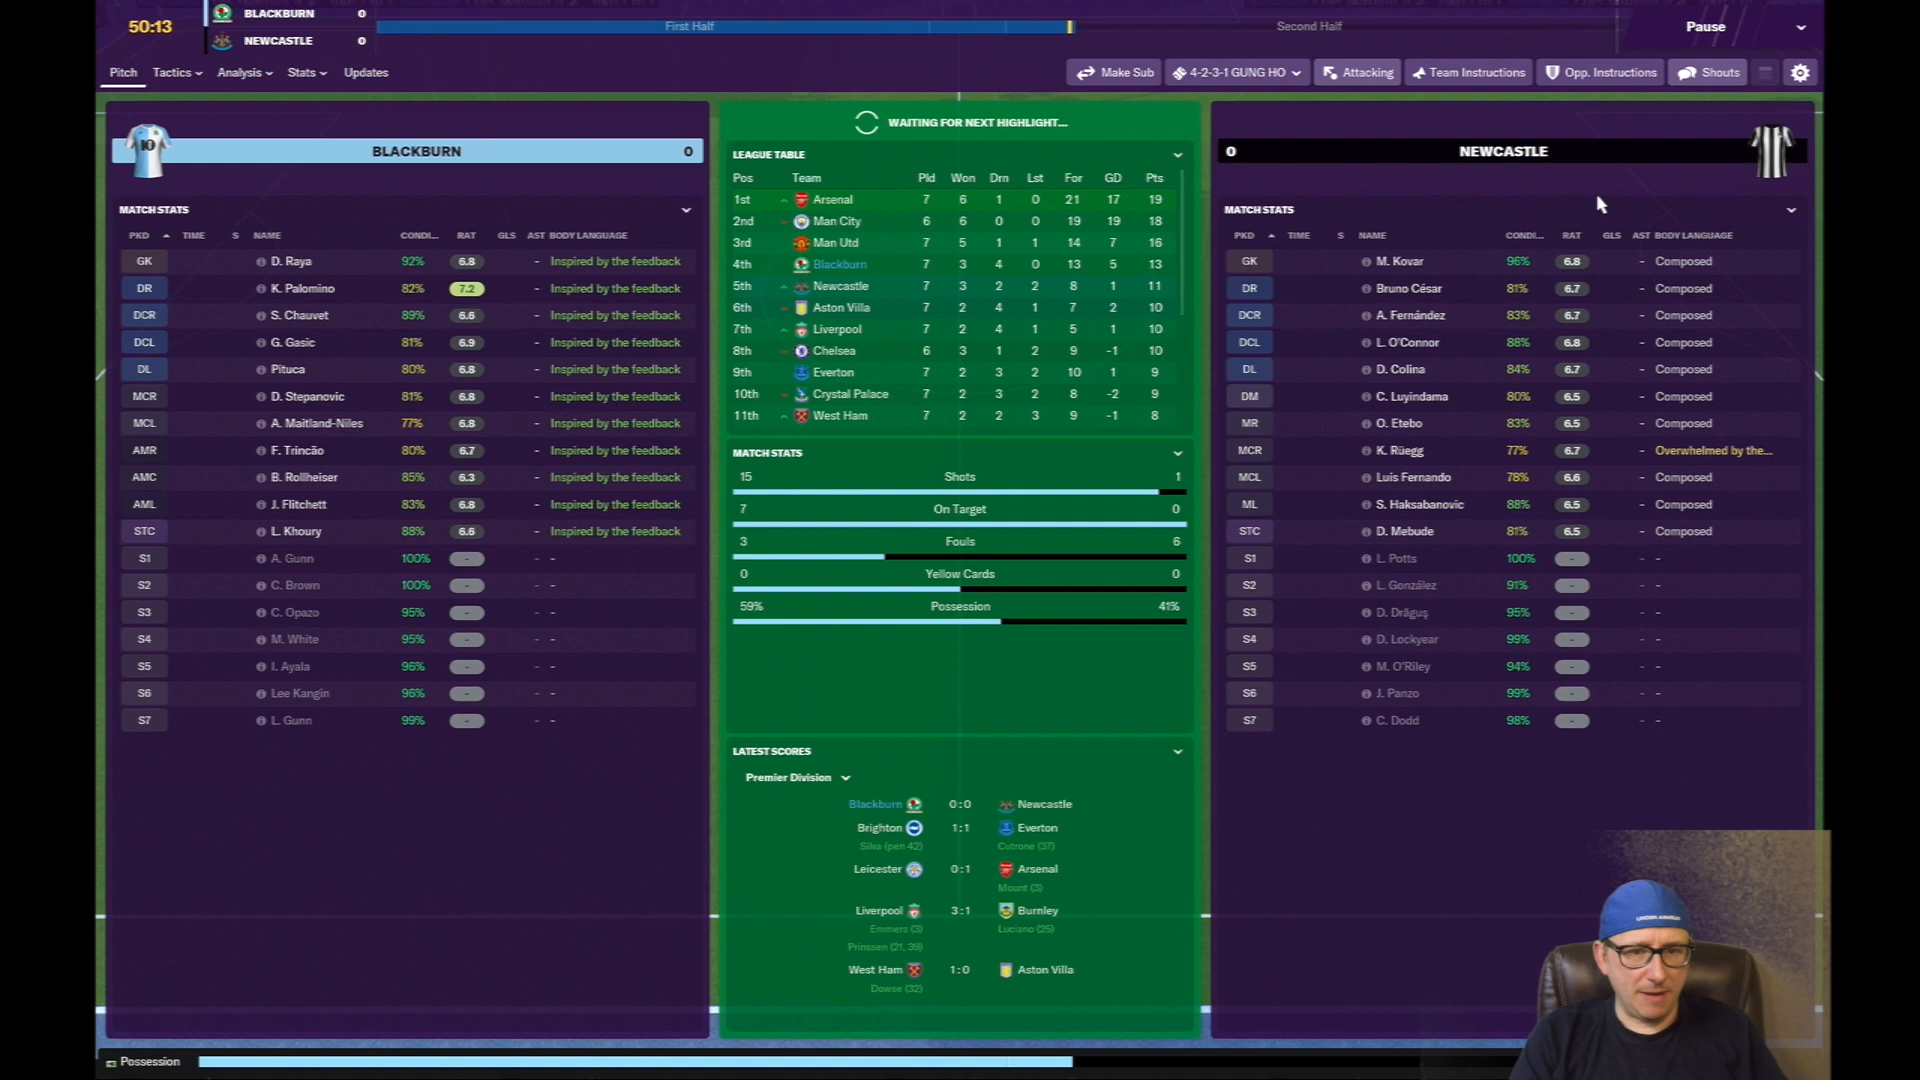 50:13
BLACKBURN 0
NEWCASTLE 0
First Half
Second Half
Pause
Pitch Tactics Analysis Stats Updates
Make Sub 4-2-3-1 GUNG HO Attacking Team Instructions Opp. Instructions Shouts
10 BLACKBURN 0
MATCH STATS
PKD TIME S NAME CONDI... RAT GLS AST BODY LANGUAGE
GK D. Raya 92% 6.8 - Inspired by the feedback
DR K. Palomino 82% 7.2 - Inspired by the feedback
DCR S. Chauvet 89% 6.6 - Inspired by the feedback
DCL G. Gasic 81% 6.9 - Inspired by the feedback
DL Pituca 80% 6.8 - Inspired by the feedback
MCR D. Stepanovic 81% 6.8 - Inspired by the feedback
MCL A. Maitland-Niles 77% 6.8 - Inspired by the feedback
AMR F. Trincão 80% 6.7 - Inspired by the feedback
AMC B. Rollheiser 85% 6.3 - Inspired by the feedback
AML J. Flitchett 83% 6.8 - Inspired by the feedback
STC L. Khoury 88% 6.6 - Inspired by the feedback
S1 A. Gunn 100% - - --
S2 C. Brown 100% - - --
S3 C. Opazo 95% - - --
S4 M. White 95% - - --
S5 I. Ayala 96% - - --
S6 Lee Kangin 96% - - --
S7 L. Gunn 99% - - --
WAITING FOR NEXT HIGHLIGHT...
LEAGUE TABLE
Pos Team Pld Won Drn Lst For GD Pts
1st Arsenal 7 6 1 0 21 17 19
2nd Man City 6 6 0 0 19 19 18
3rd Man Utd 7 5 1 1 14 7 16
4th Blackburn 7 3 4 0 13 5 13
5th Newcastle 7 3 2 2 8 1 11
6th Aston Villa 7 2 4 1 7 2 10
7th Liverpool 7 2 4 1 5 1 10
8th Chelsea 6 3 1 2 9 -1 10
9th Everton 7 2 3 2 10 1 9
10th Crystal Palace 7 2 3 2 8 -2 9
11th West Ham 7 2 2 3 9 -1 8
MATCH STATS
15 Shots 1
7 On Target 0
3 Fouls 6
0 Yellow Cards 0
59% Possession 41%
LATEST SCORES
Premier Division
Blackburn 0:0 Newcastle
Brighton 1:1 Everton
Silva (pen 42) Cutrone (37)
Leicester 0:1 Arsenal
Mount (3)
Liverpool 3:1 Burnley
Emmers (3) Luciano (25)
Prinssen (21, 39)
West Ham 1:0 Aston Villa
Dowse (32)
0 NEWCASTLE
MATCH STATS
PKD TIME S NAME CONDI... RAT GLS AST BODY LANGUAGE
GK M. Kovar 96% 6.8 - Composed
DR Bruno César 81% 6.7 - Composed
DCR A. Fernández 83% 6.7 - Composed
DCL L. O'Connor 88% 6.8 - Composed
DL D. Colina 84% 6.7 - Composed
DM C. Luyindama 80% 6.5 - Composed
MR O. Etebo 83% 6.5 - Composed
MCR K. Rüegg 77% 6.7 - Overwhelmed by the...
MCL Luis Fernando 78% 6.6 - Composed
ML S. Haksabanovic 88% 6.5 - Composed
STC D. Mebude 81% 6.5 - Composed
S1 L. Potts 100% - - --
S2 L. González 91% - - --
S3 D. Drăguş 95% - - --
S4 D. Lockyear 99% - - --
S5 M. O'Riley 94% - - --
S6 J. Panzo 99% - - --
S7 C. Dodd 98% - - --
UNDER ARMOUR
Possession